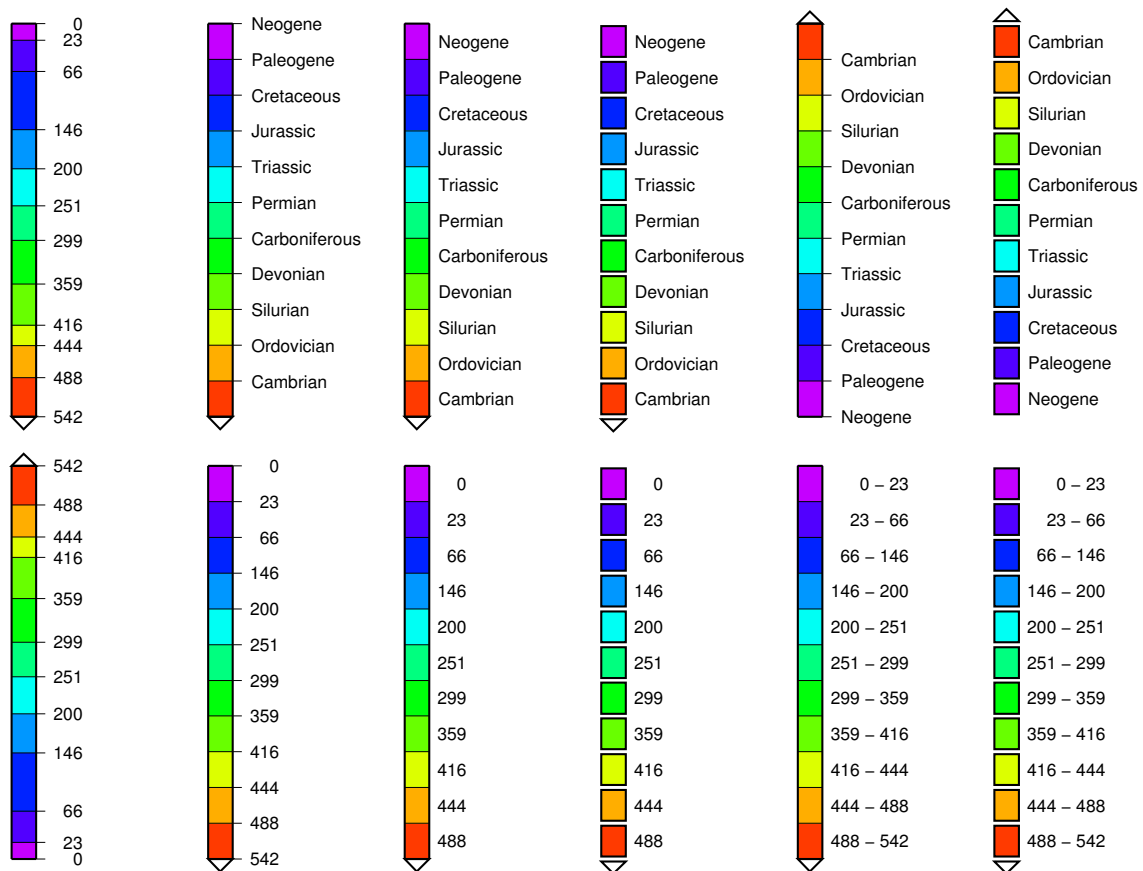 0
23
66
146
200
251
299
359
416
444
488
542
Neogene
Paleogene
Cretaceous
Jurassic
Triassic
Permian
Carboniferous
Devonian
Silurian
Ordovician
Cambrian
Neogene
Paleogene
Cretaceous
Jurassic
Triassic
Permian
Carboniferous
Devonian
Silurian
Ordovician
Cambrian
Neogene
Paleogene
Cretaceous
Jurassic
Triassic
Permian
Carboniferous
Devonian
Silurian
Ordovician
Cambrian
Cambrian
Ordovician
Silurian
Devonian
Carboniferous
Permian
Triassic
Jurassic
Cretaceous
Paleogene
Neogene
Cambrian
Ordovician
Silurian
Devonian
Carboniferous
Permian
Triassic
Jurassic
Cretaceous
Paleogene
Neogene
542
488
444
416
359
299
251
200
146
66
23
0
0
23
66
146
200
251
299
359
416
444
488
542
0
23
66
146
200
251
299
359
416
444
488
0
23
66
146
200
251
299
359
416
444
488
0 − 23
23 − 66
66 − 146
146 − 200
200 − 251
251 − 299
299 − 359
359 − 416
416 − 444
444 − 488
488 − 542
0 − 23
23 − 66
66 − 146
146 − 200
200 − 251
251 − 299
299 − 359
359 − 416
416 − 444
444 − 488
488 − 542